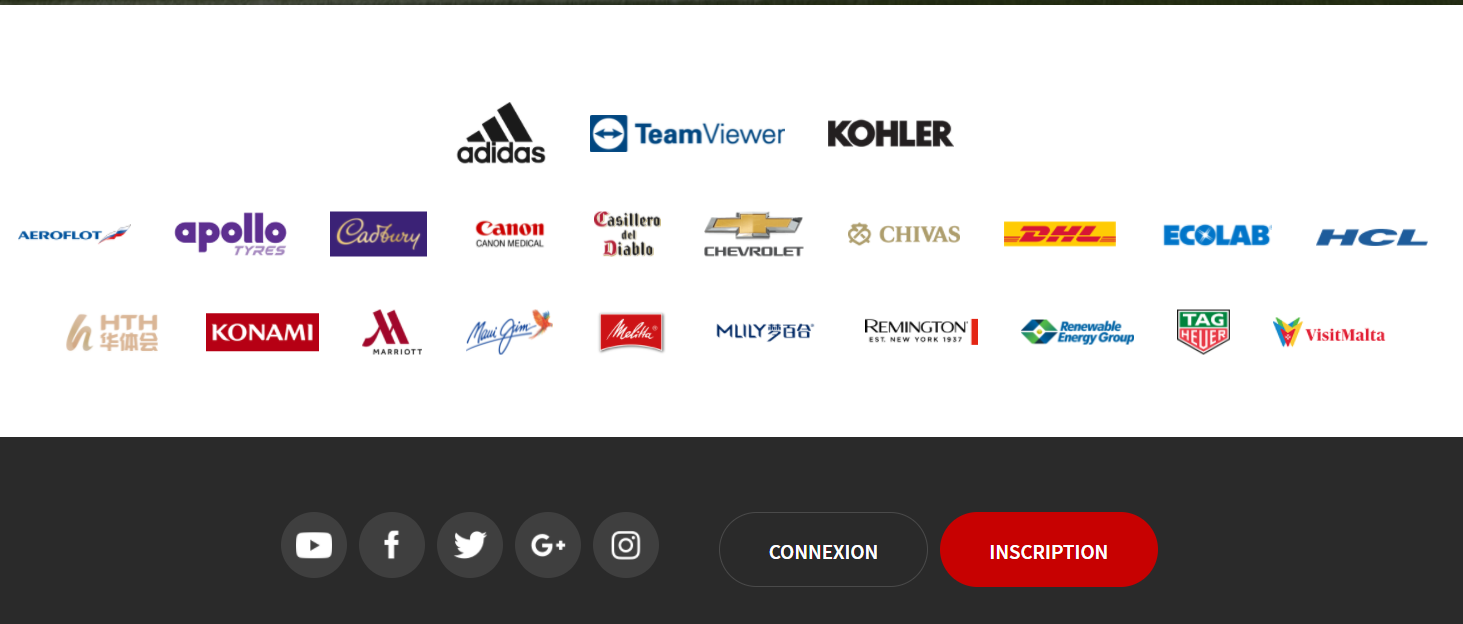 adidas
TeamViewer
KOHLER
AEROFLOT
apollo
TYRES
Cadbury
Canon
CANON MEDICAL
Casillero
del
Diablo
CHEVROLET
CHIVAS
DHL
ECOLAB®
HCL
HTH
华体会
KONAMI
MARRIOTT
Maui Jim
Melitta®
MLILY梦百合®
REMINGTON®
EST. NEW YORK 1937
Renewable
Energy Group
TAG
HEUER
VisitMalta
f
G+
CONNEXION
INSCRIPTION